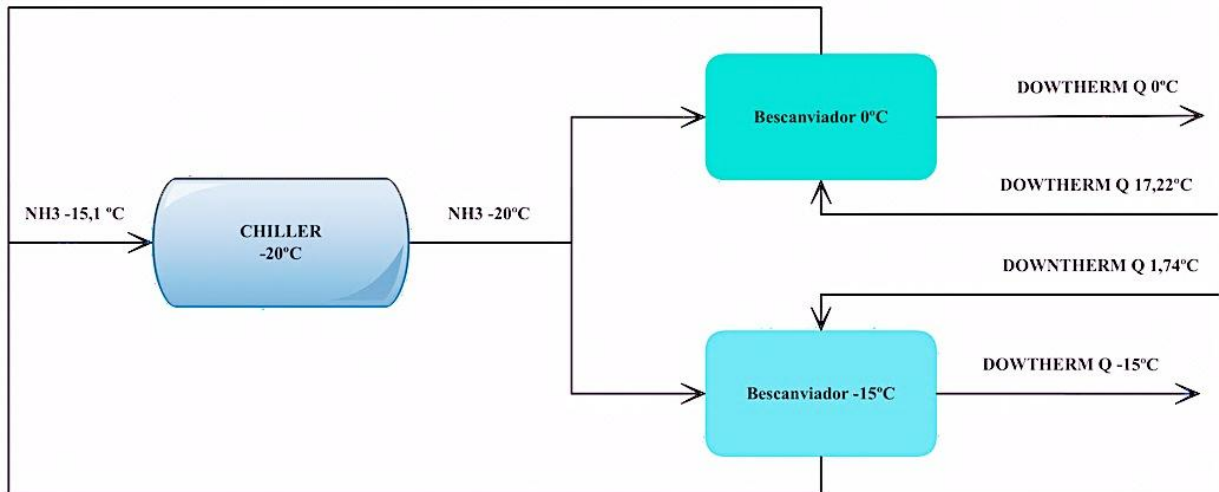 DOWTHERM Q 0ºC
Bescanviador 0ºC
DOWTHERM Q 17,22ºC
NH3 -15,1 ºC
NH3 -20ºC
CHILLER
-20ºC
DOWNTHERM Q 1,74ºC
DOWTHERM Q -15ºC
Bescanviador -15ºC